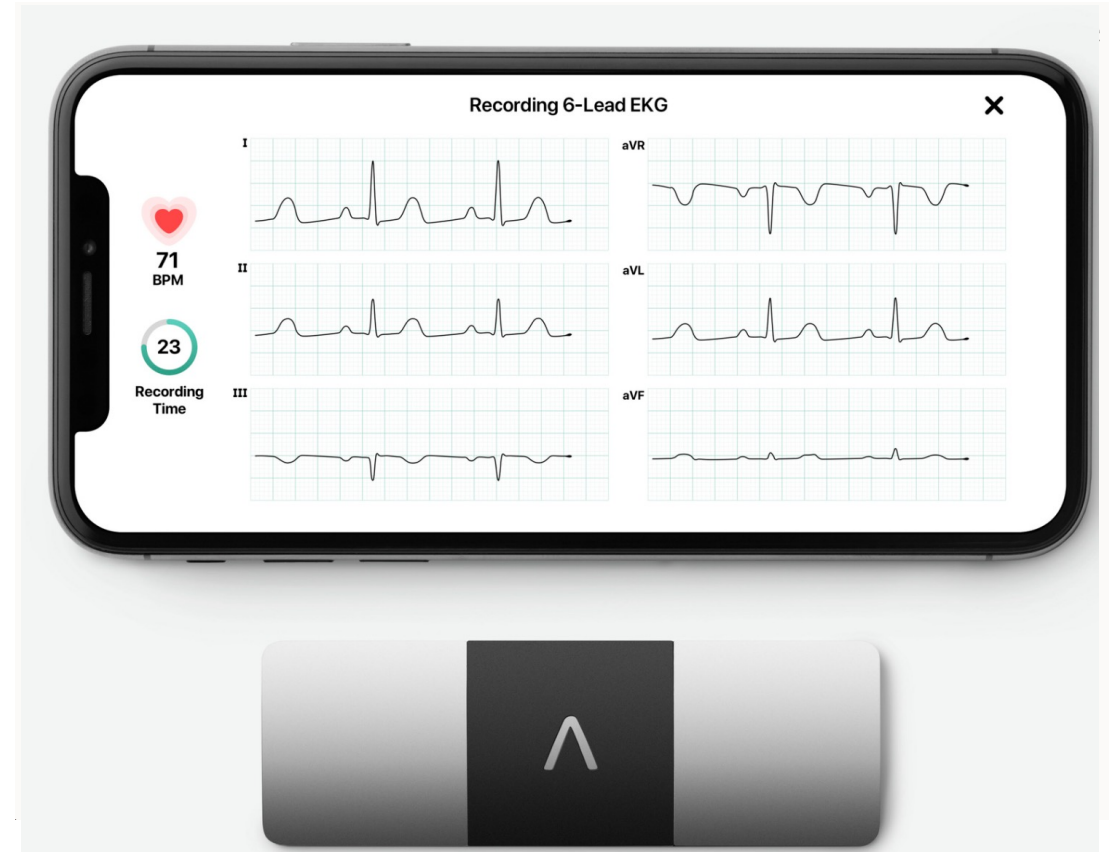 Recording 6-Lead EKG
I
aVR
71
BPM
II
aVL
23
Recording
Time
III
aVF